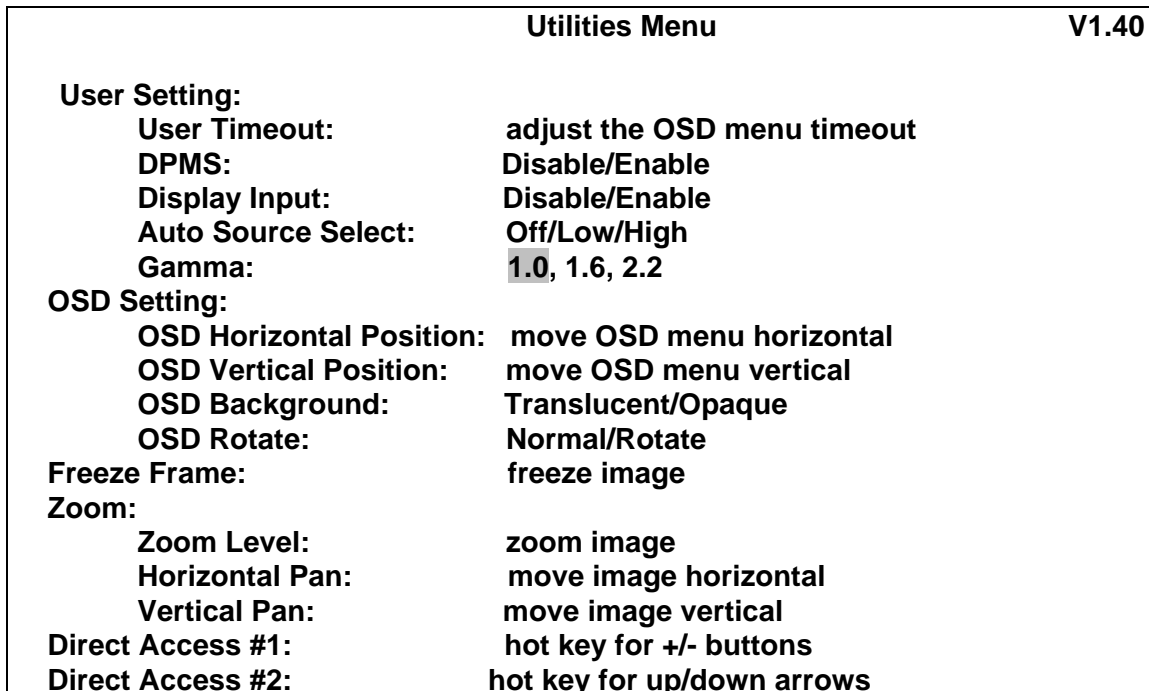 Utilities Menu V1.40
User Setting:
User Timeout: adjust the OSD menu timeout
DPMS: Disable/Enable
Display Input: Disable/Enable
Auto Source Select: Off/Low/High
Gamma: 1.0, 1.6, 2.2
OSD Setting:
OSD Horizontal Position: move OSD menu horizontal
OSD Vertical Position: move OSD menu vertical
OSD Background: Translucent/Opaque
OSD Rotate: Normal/Rotate
Freeze Frame: freeze image
Zoom:
Zoom Level: zoom image
Horizontal Pan: move image horizontal
Vertical Pan: move image vertical
Direct Access #1: hot key for +/- buttons
Direct Access #2: hot key for up/down arrows